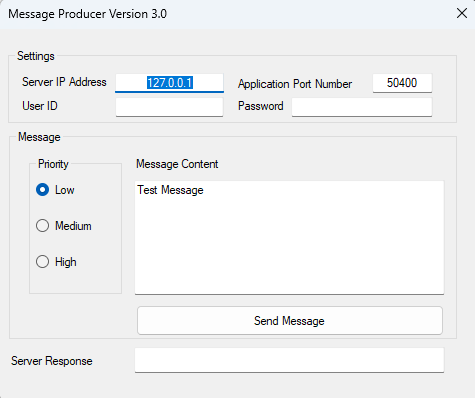 Message Producer Version 3.0
Settings
Server IP Address 127.0.0.1 Application Port Number 50400
User ID Password
Message
Priority Message Content
Low Test Message
Medium
High
Send Message
Server Response